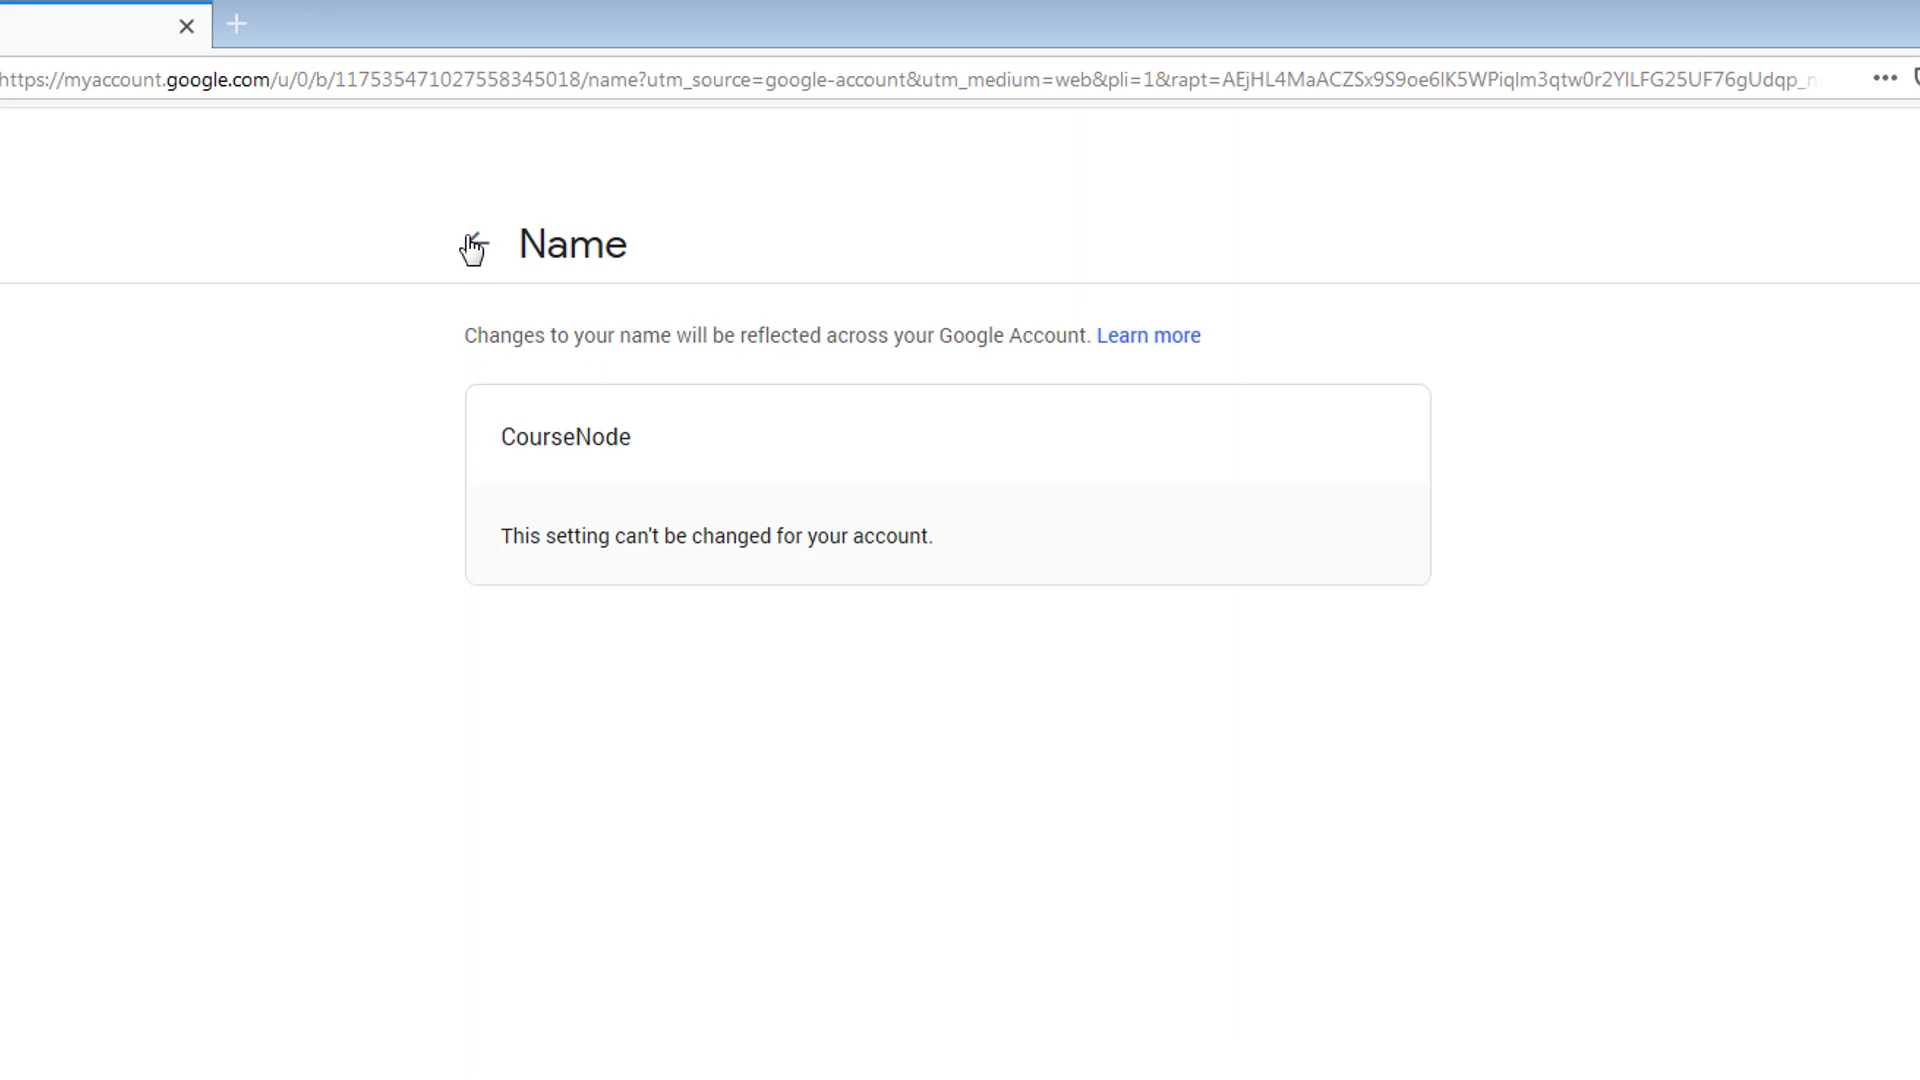 https://myaccount.google.com/u/0/b/117535471027558345018/name?utm_source=google-account&utm_medium=web&pli=1&rapt=AEjHL4MaACZSx9S9oe6IK5WPiqIm3qtw0r2YILFG25UF76gUdqp_n
Name
Changes to your name will be reflected across your Google Account. Learn more
CourseNode
This setting can't be changed for your account.